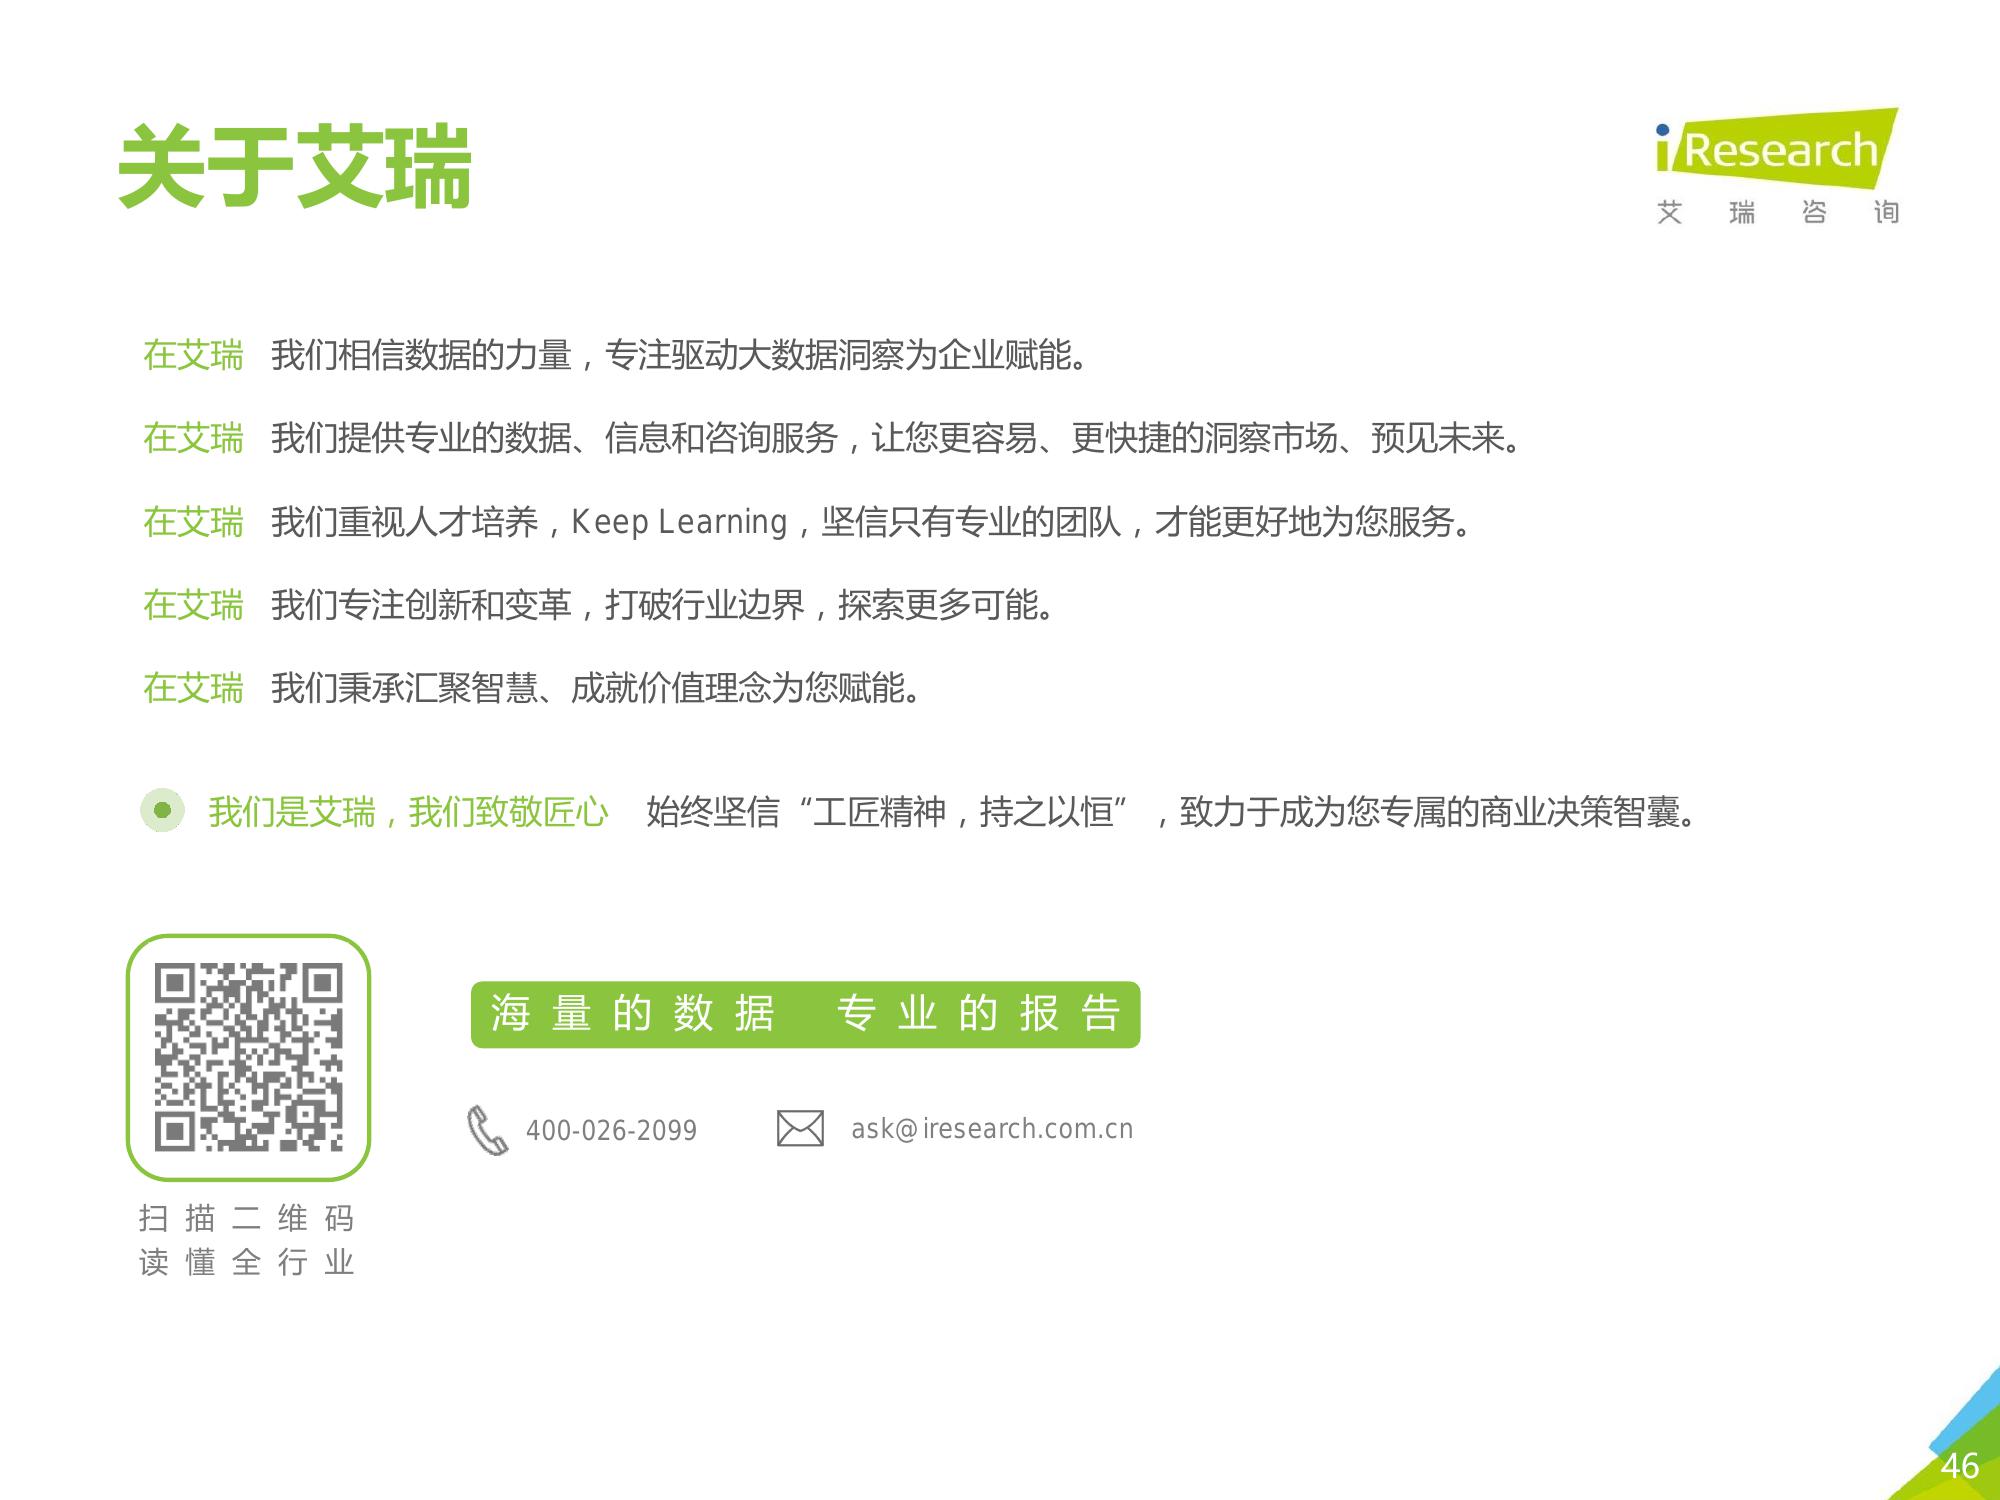 关于艾瑞
iResearch
艾瑞咨询
在艾瑞 我们相信数据的力量，专注驱动大数据洞察为企业赋能。
在艾瑞 我们提供专业的数据、信息和咨询服务，让您更容易、更快捷的洞察市场、预见未来。
在艾瑞 我们重视人才培养，Keep Learning，坚信只有专业的团队，才能更好地为您服务。
在艾瑞 我们专注创新和变革，打破行业边界，探索更多可能。
在艾瑞 我们秉承汇聚智慧、成就价值理念为您赋能。
我们是艾瑞，我们致敬匠心 始终坚信“工匠精神，持之以恒”，致力于成为您专属的商业决策智囊。
海量的数据 专业的报告
400-026-2099 ask@iresearch.com.cn
扫描二维码
读懂全行业
46